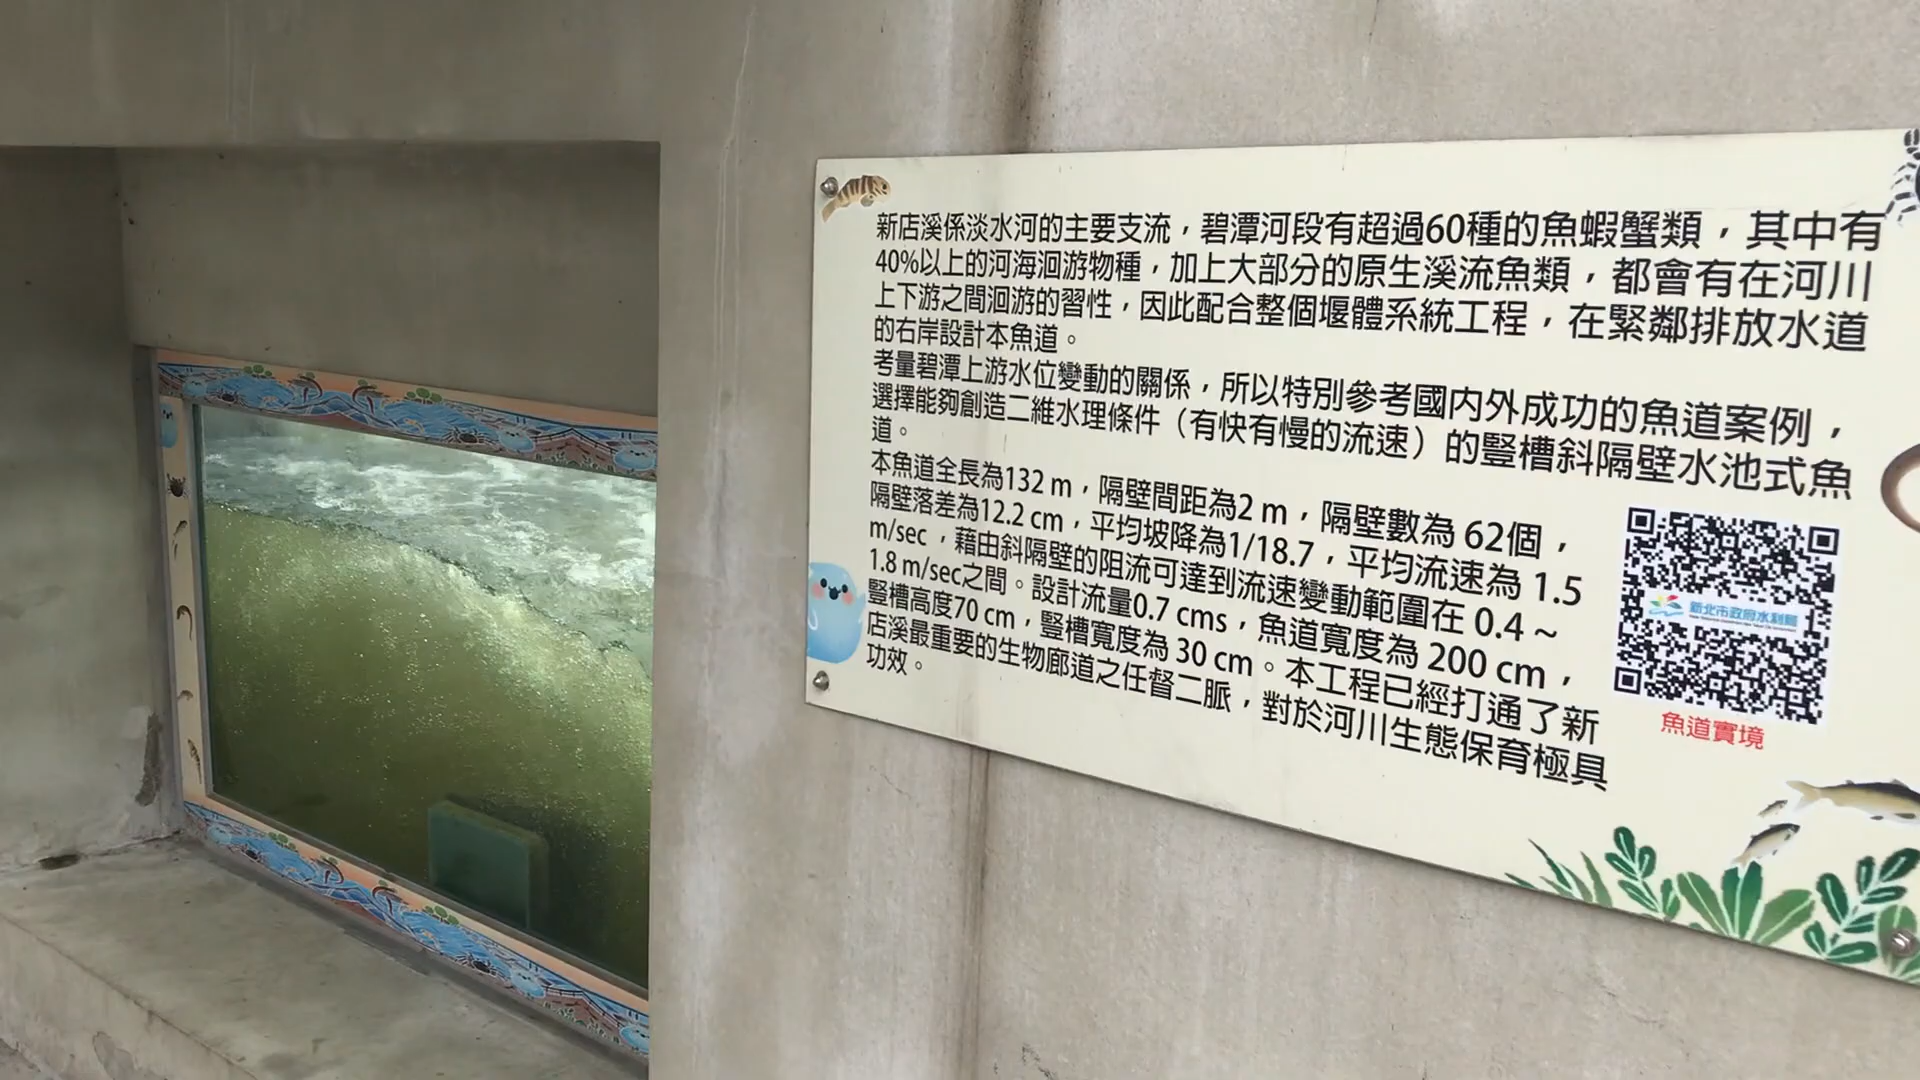 新店溪係淡水河的主要支流，碧潭河段有超過60種的魚蝦蟹類，其中有
40%以上的河海洄游物種，加上大部分的原生溪流魚類，都會有在河川
上下游之間洄游的習性，因此配合整個堰體系統工程，在緊鄰排放水道
的右岸設計本魚道。
考量碧潭上游水位變動的關係，所以特別參考國內外成功的魚道案例，
選擇能夠創造二維水理條件（有快有慢的流速）的豎槽斜隔壁水池式魚
道。
本魚道全長為132 m，隔壁間距為2 m，隔壁數為 62個，
隔壁落差為12.2 cm，平均坡降為1/18.7，平均流速為 1.5
m/sec ，藉由斜隔壁的阻流可達到流速變動範圍在 0.4 ~
1.8 m/sec之間。設計流量0.7 cms，魚道寬度為 200 cm，
豎槽高度70 cm，豎槽寬度為 30 cm。本工程已經打通了新
店溪最重要的生物廊道之任督二脈，對於河川生態保育極具
功效。
新北市政府水利局
魚道實境